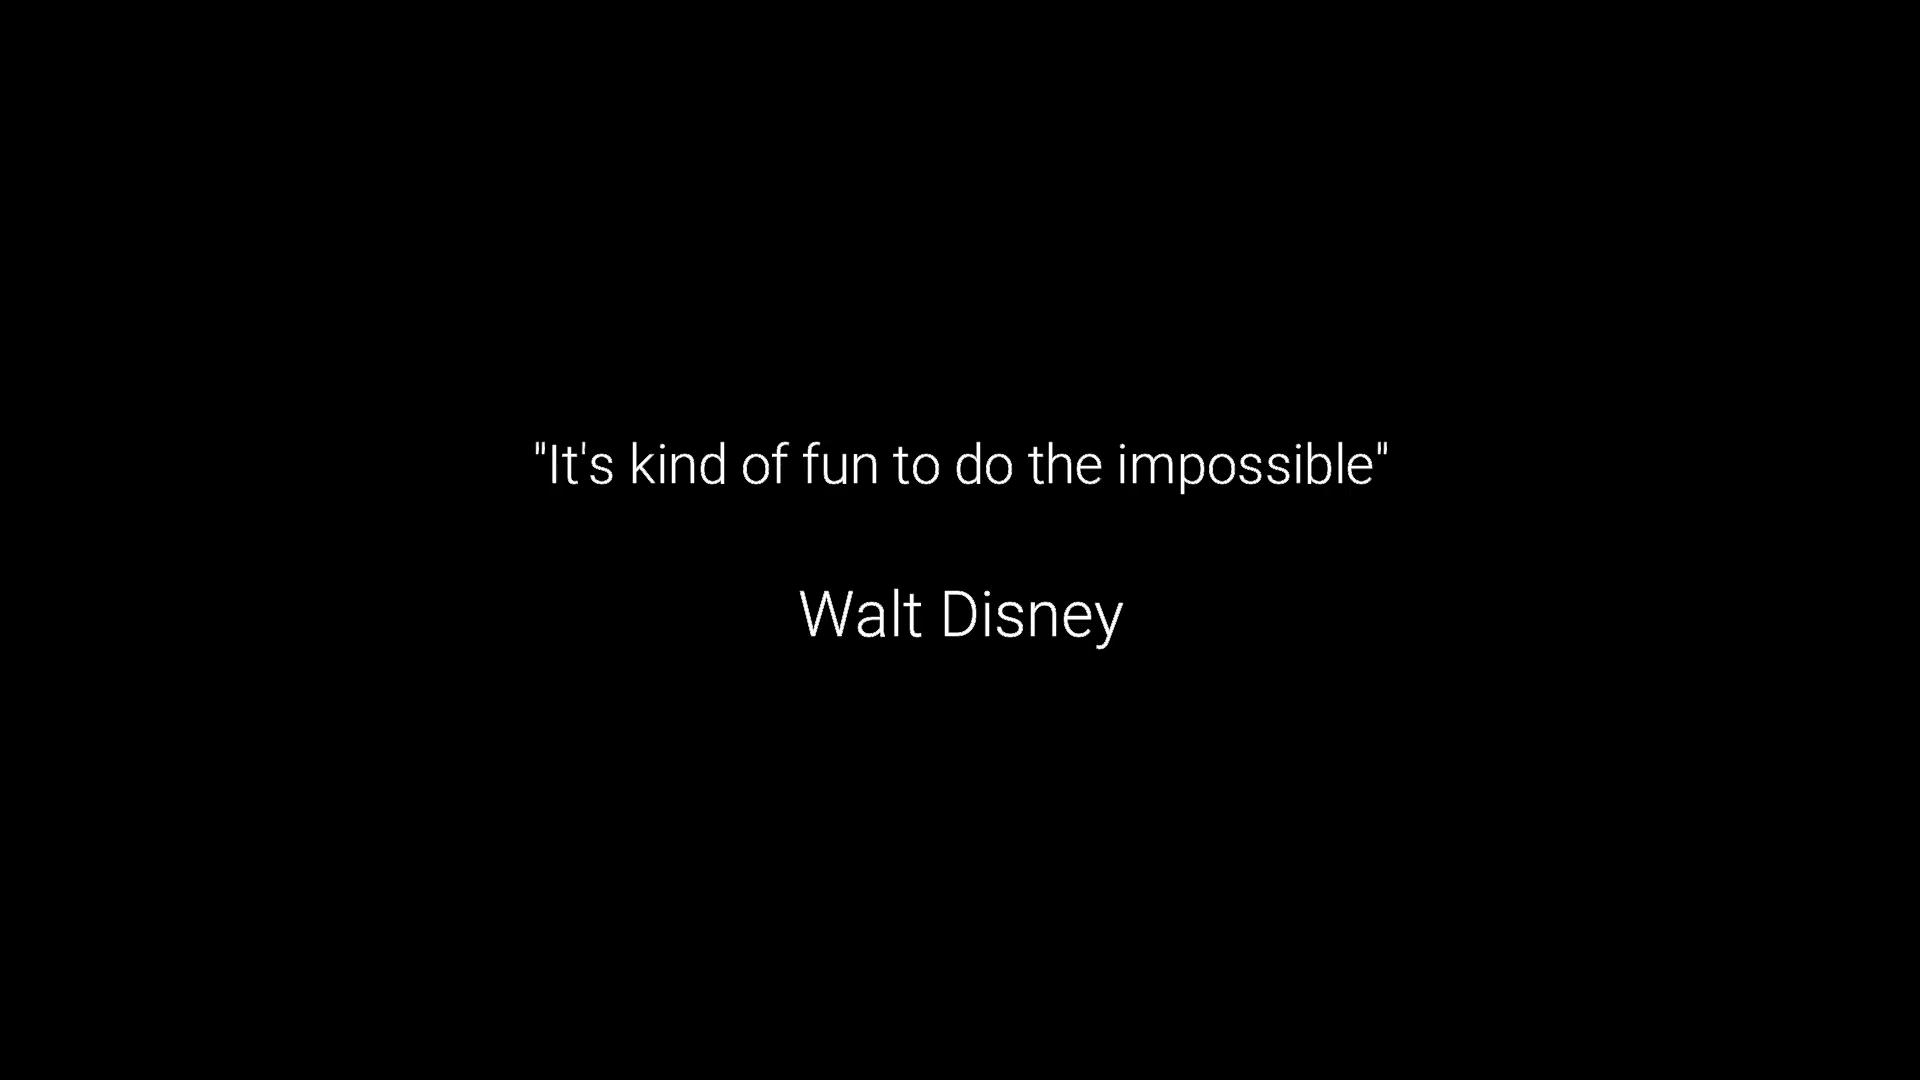 "It's kind of fun to do the impossible"
Walt Disney